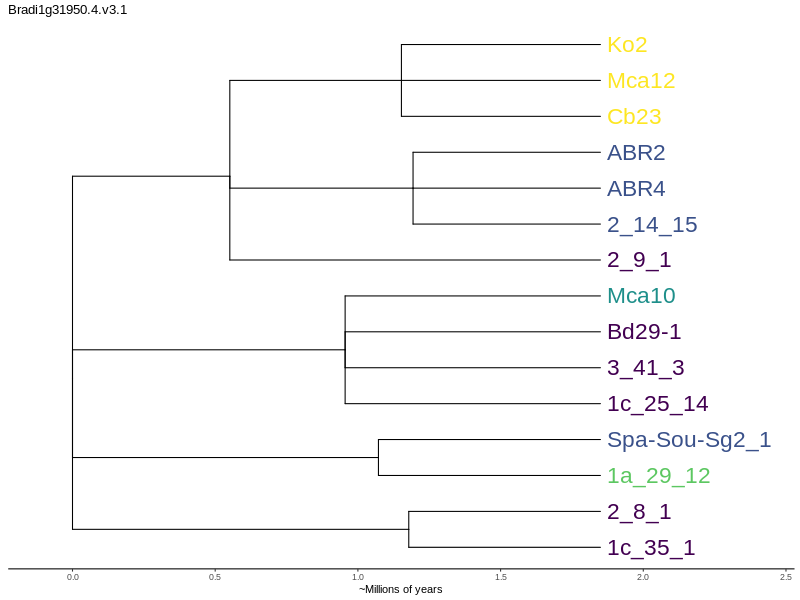 Bradi1g31950.4.v3.1
Ko2
Mca12
Cb23
ABR2
ABR4
2_14_15
2_9_1
Mca10
Bd29-1
3_41_3
1c_25_14
Spa-Sou-Sg2_1
1a_29_12
2_8_1
1c_35_1
0.0 0.5 1.0 1.5 2.0 2.5
~Millions of years